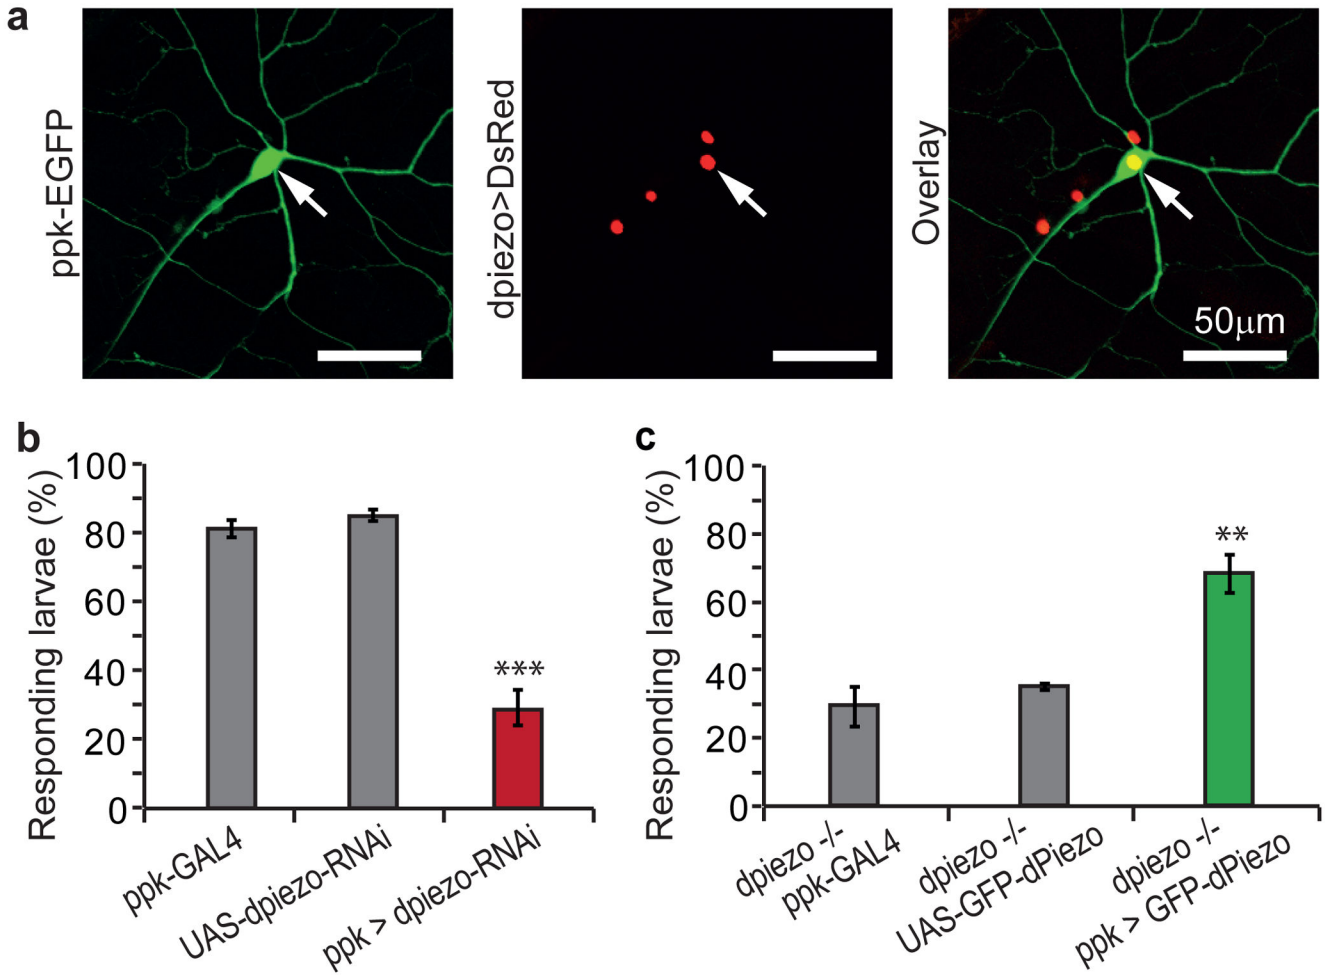 a
ppk-EGFP
dpiezo>DsRed
Overlay
50μm
b
Responding larvae (%)
100
80
60
40
20
0
***
ppk-GAL4
UAS-dpiezo-RNAi
ppk > dpiezo-RNAi
c
Responding larvae (%)
100
80
60
40
20
0
**
dpiezo -/-
ppk-GAL4
dpiezo -/-
UAS-GFP-dPiezo
dpiezo -/-
ppk > GFP-dPiezo